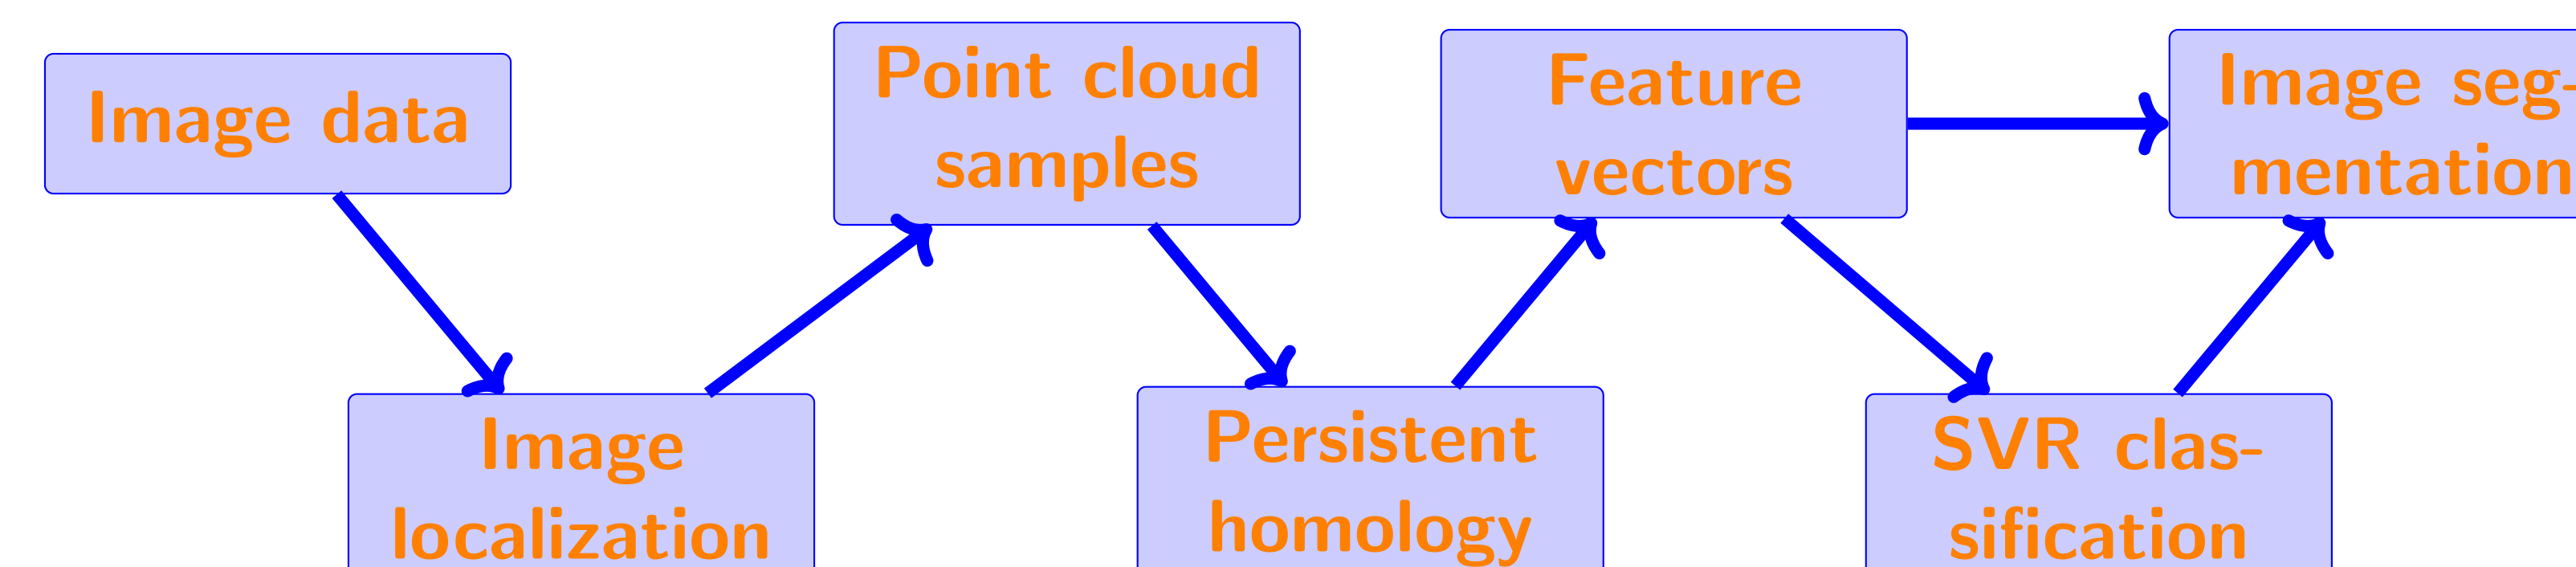 Image data
Image
localization
Point cloud
samples
Persistent
homology
Feature
vectors
SVR clas-
sification
Image seg-
mentation